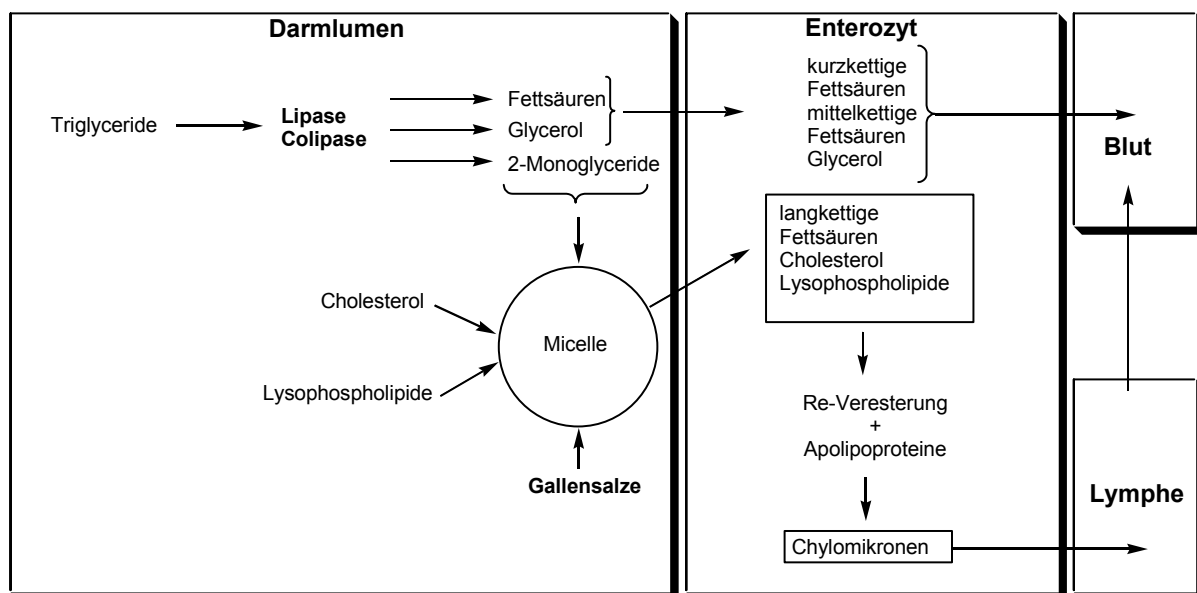 Darmlumen
Triglyceride
Lipase
Colipase
Fettsäuren
Glycerol
2-Monoglyceride
Cholesterol
Lysophospholipide
Micelle
Gallensalze
Enterozyt
kurzkettige
Fettsäuren
mittelkettige
Fettsäuren
Glycerol
langkettige
Fettsäuren
Cholesterol
Lysophospholipide
Re-Veresterung
+
Apolipoproteine
Chylomikronen
Blut
Lymphe